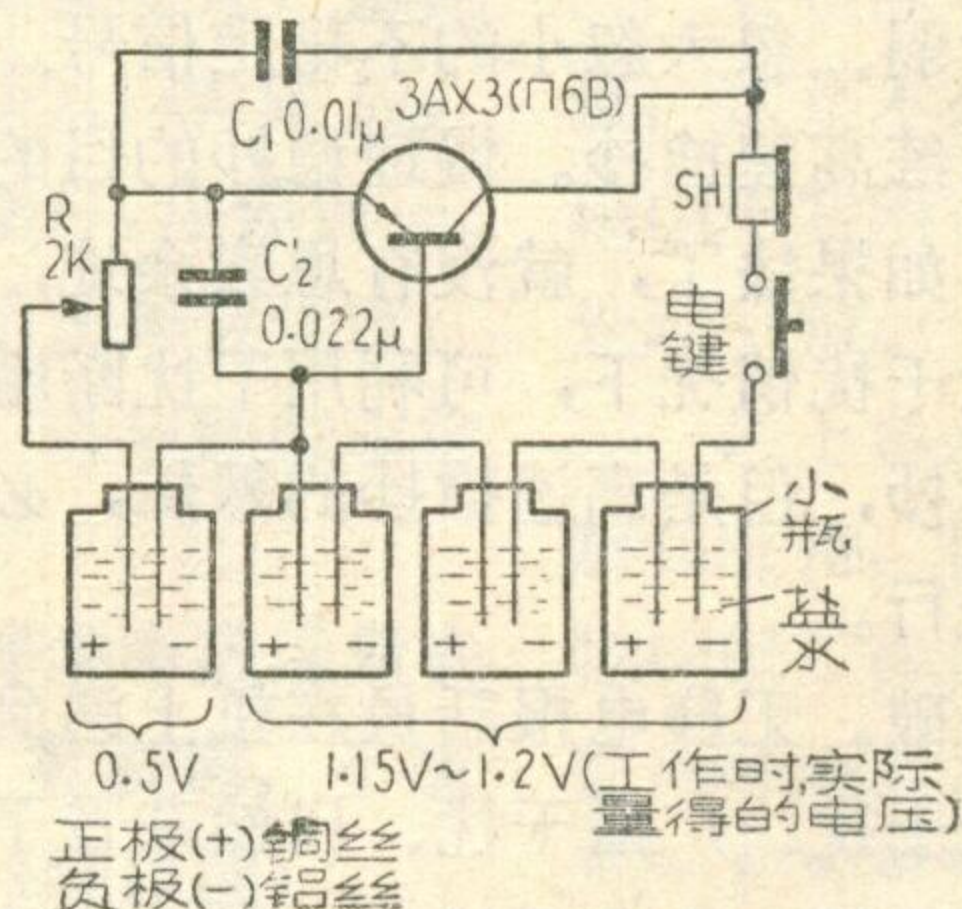 C₁ 0.01μ
3AX3(П6В)
R
2K
C₂
0.022μ
SH
电
键
小
瓶
盐
水
+ − + − + − + −
0.5V
1.15V~1.2V(工作时实际
量得的电压)
正极(+)铜丝
负极(-)铝丝